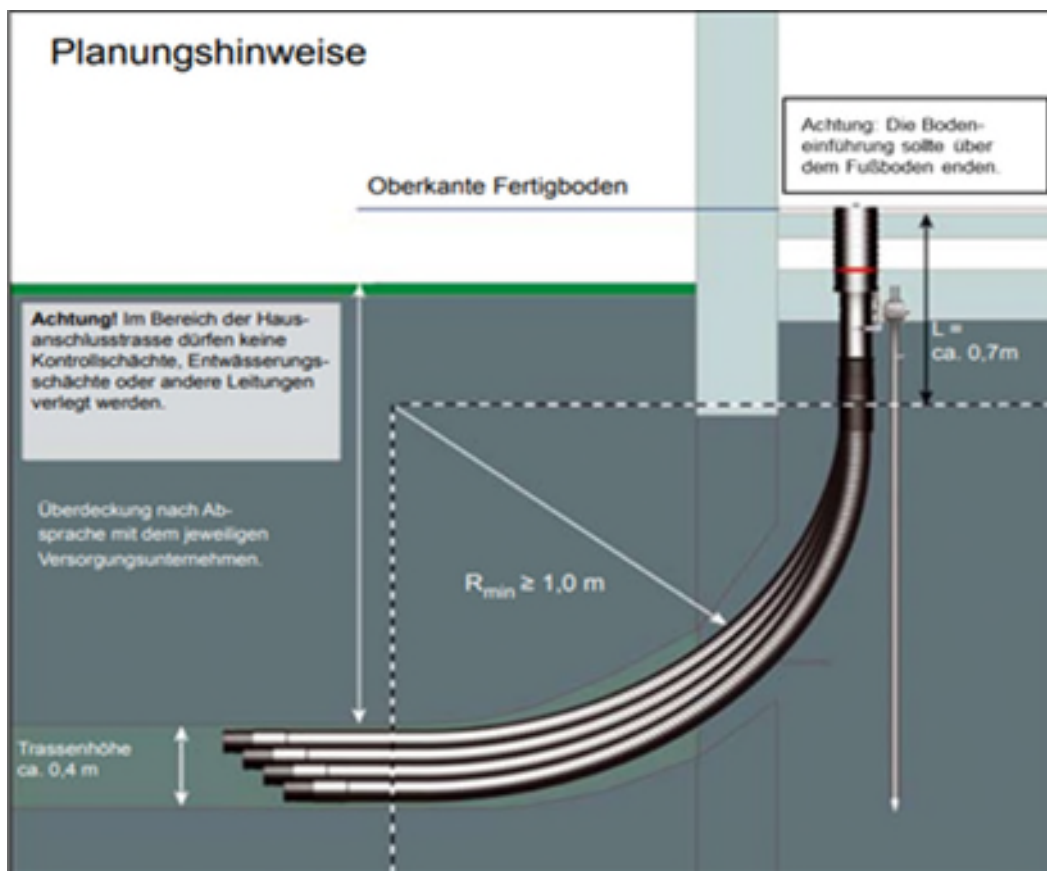 Planungshinweise
Achtung: Die Boden-
einführung sollte über
dem Fußboden enden.
Oberkante Fertigboden
Achtung! Im Bereich der Haus-
anschlusstrasse dürfen keine
Kontrollschächte, Entwässerungs-
schächte oder andere Leitungen
verlegt werden.
L =
ca. 0,7m
Überdeckung nach Ab-
sprache mit dem jeweiligen
Versorgungsunternehmen.
Rmin ≥ 1,0 m
Trassenhöhe
ca. 0,4 m